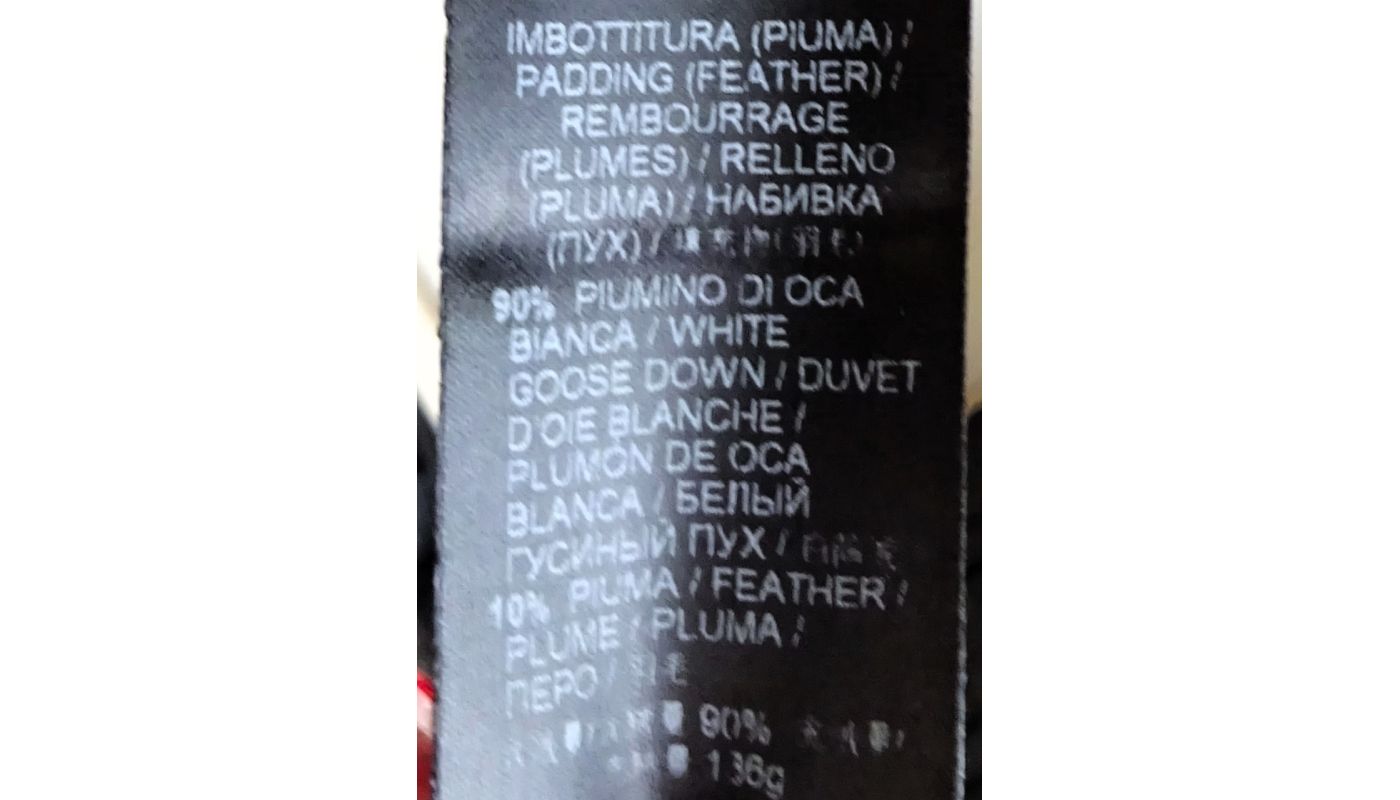 IMBOTTITURA (PIUMA) /
PADDING (FEATHER) /
REMBOURRAGE
(PLUMES) / RELLENO
(PLUMA) / НАБИВКА
(ПУХ) /
90% PIUMINO DI OCA
BIANCA / WHITE
GOOSE DOWN / DUVET
D'OIE BLANCHE /
PLUMÓN DE OCA
BLANCA / БЕЛЫЙ
ГУСИНЫЙ ПУХ /
10% PIUMA / FEATHER /
PLUME / PLUMA /
ПЕРО /
90%
136g